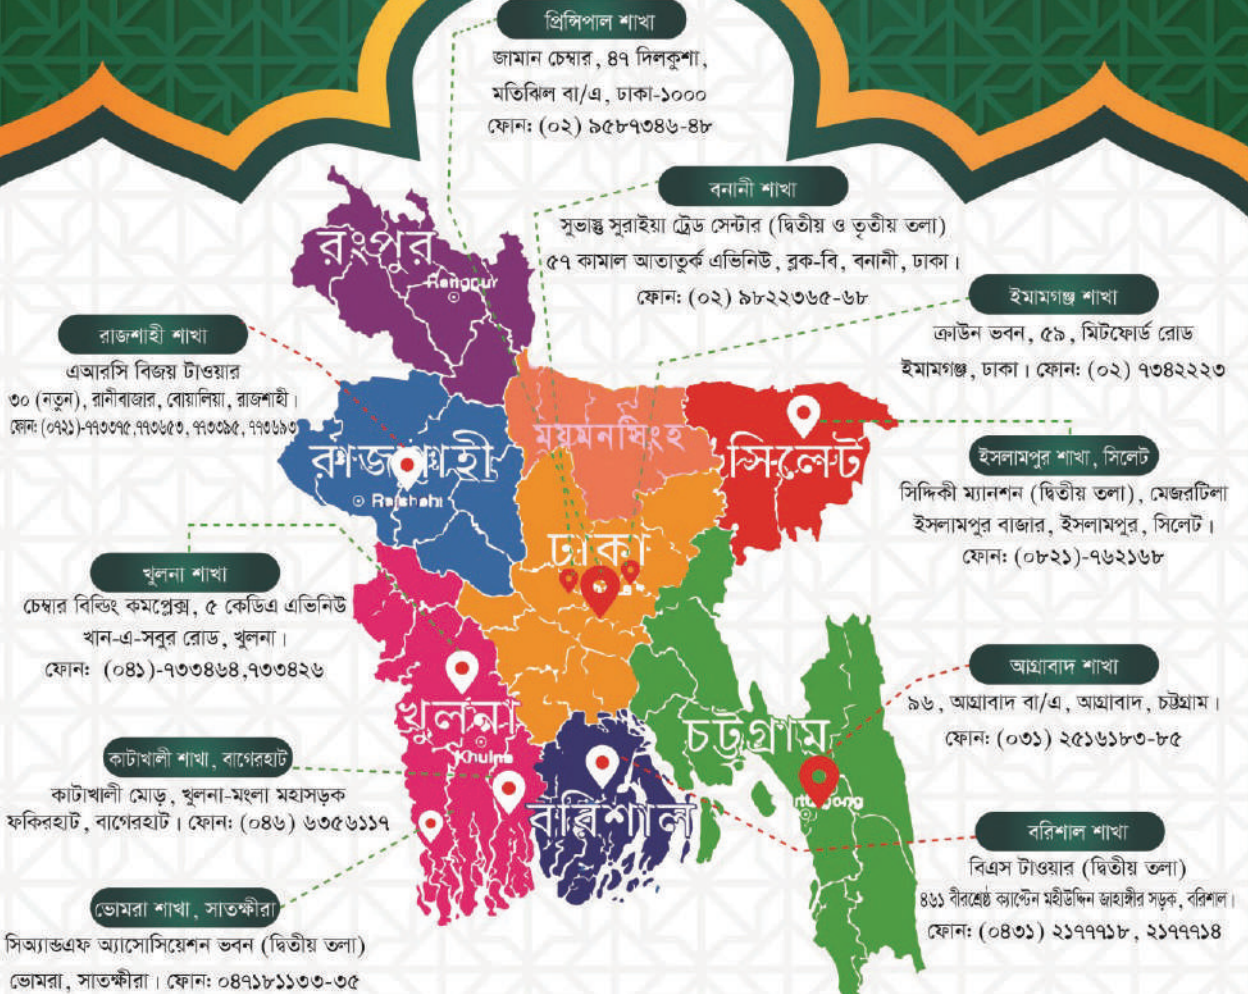 প্রিন্সিপাল শাখা
জামান চেম্বার, ৪৭ দিলকুশা,
মতিঝিল বা/এ, ঢাকা-১০০০
ফোন: (০২) ৯৫৮৭৩৪৬-৪৮
বনানী শাখা
সুভাস্তু সুরাইয়া ট্রেড সেন্টার (দ্বিতীয় ও তৃতীয় তলা)
৫৭ কামাল আতাতুর্ক এভিনিউ, ব্লক-বি, বনানী, ঢাকা।
ফোন: (০২) ৯৮২২৩৬৫-৬৮
ইমামগঞ্জ শাখা
ক্রাউন ভবন, ৫৯, মিটফোর্ড রোড
ইমামগঞ্জ, ঢাকা। ফোন: (০২) ৭৩৪২২২৩
রাজশাহী শাখা
এআরসি বিজয় টাওয়ার
৩০ (নতুন), রানীবাজার, বোয়ালিয়া, রাজশাহী।
ফোন: (০৭২১)-৭৭৩৩৭৫,৭৭৩৬৫৩, ৭৭৩৩৯৫, ৭৭৩৬৯৩
ইসলামপুর শাখা, সিলেট
সিদ্দিকী ম্যানশন (দ্বিতীয় তলা), মেজরটিলা
ইসলামপুর বাজার, ইসলামপুর, সিলেট।
ফোন: (০৮২১)-৭৬২১৬৮
খুলনা শাখা
চেম্বার বিল্ডিং কমপ্লেক্স, ৫ কেডিএ এভিনিউ
খান-এ-সবুর রোড, খুলনা।
ফোন: (০৪১)-৭৩৩৪৬৪,৭৩৩৪২৬
আগ্রাবাদ শাখা
৯৬, আগ্রাবাদ বা/এ, আগ্রাবাদ, চট্টগ্রাম।
ফোন: (০৩১) ২৫১৬১৮৩-৮৫
কাটাখালী শাখা, বাগেরহাট
কাটাখালী মোড়, খুলনা-মংলা মহাসড়ক
ফকিরহাট, বাগেরহাট। ফোন: (০৪৬) ৬৩৫৬১১৭
বরিশাল শাখা
বিএস টাওয়ার (দ্বিতীয় তলা)
৪৬১ বীরশ্রেষ্ঠ ক্যাপ্টেন মহীউদ্দিন জাহাঙ্গীর সড়ক, বরিশাল।
ফোন: (০৪৩১) ২১৭৭৭১৮, ২১৭৭৭১৪
ভোমরা শাখা, সাতক্ষীরা
সিঅ্যান্ডএফ অ্যাসোসিয়েশন ভবন (দ্বিতীয় তলা)
ভোমরা, সাতক্ষীরা। ফোন: ০৪৭১৮১১৩৩-৩৫
রংপুর
Rangpur
ময়মনসিংহ
রাজশাহী
Rajshahi
সিলেট
ঢাকা
খুলনা
Khulna
চট্টগ্রাম
বরিশাল